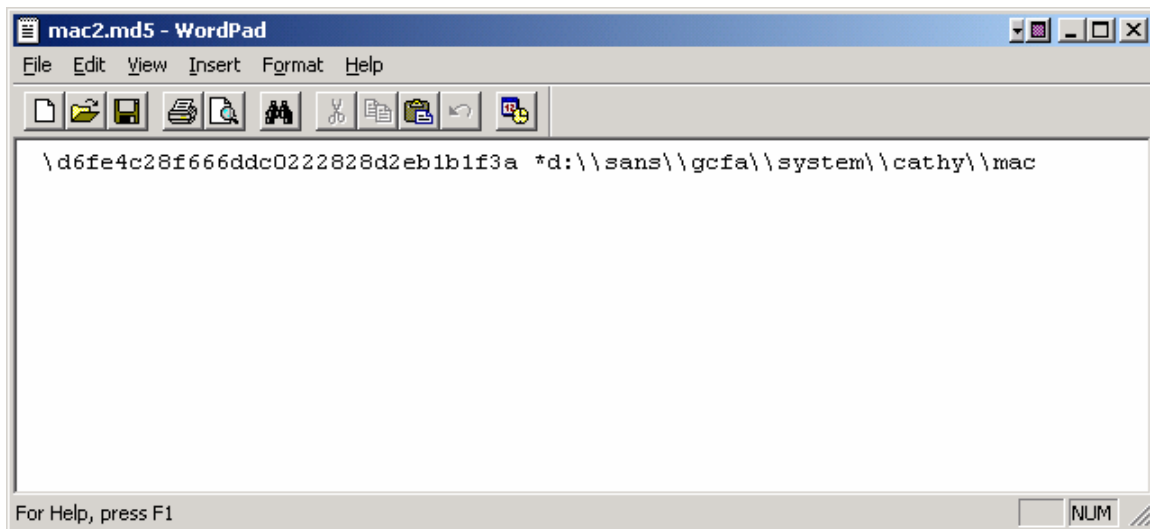 mac2.md5 - WordPad
File Edit View Insert Format Help
\d6fe4c28f666ddc0222828d2eb1b1f3a *d:\\sans\\gcfa\\system\\cathy\\mac
For Help, press F1
NUM